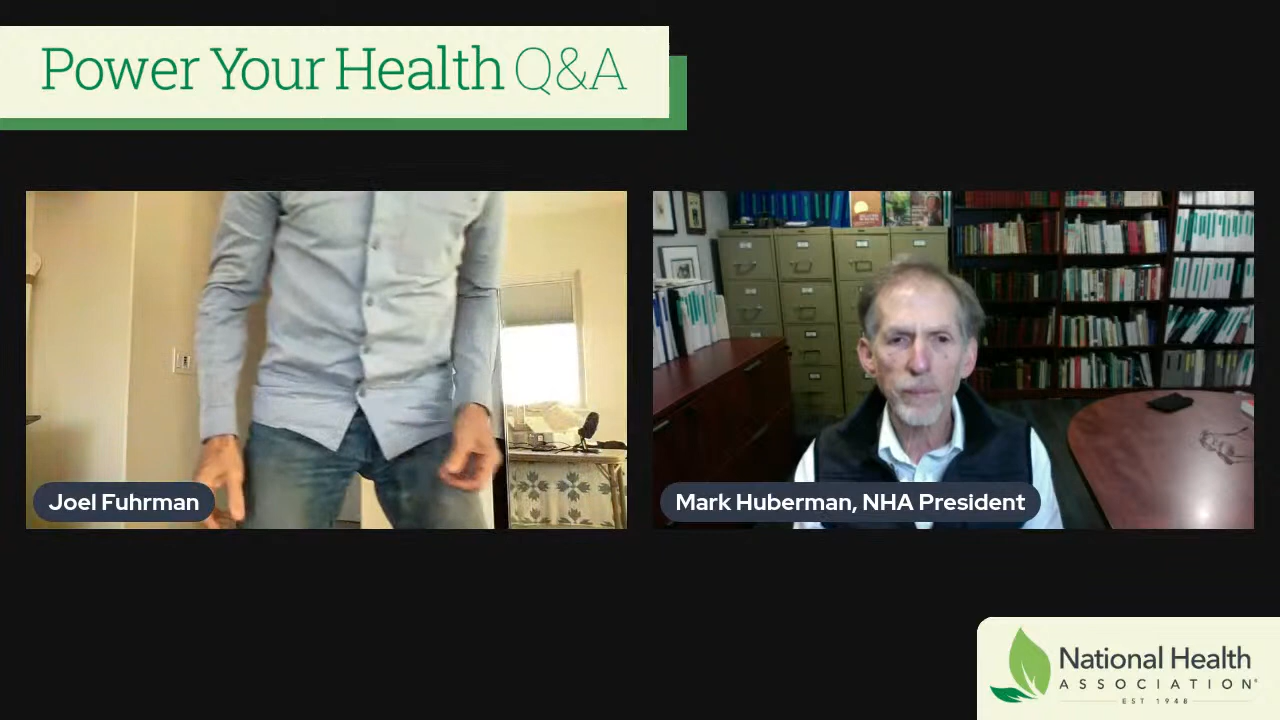 Power Your Health Q&A
Joel Fuhrman
Mark Huberman, NHA President
National Health
ASSOCIATION
EST 1948